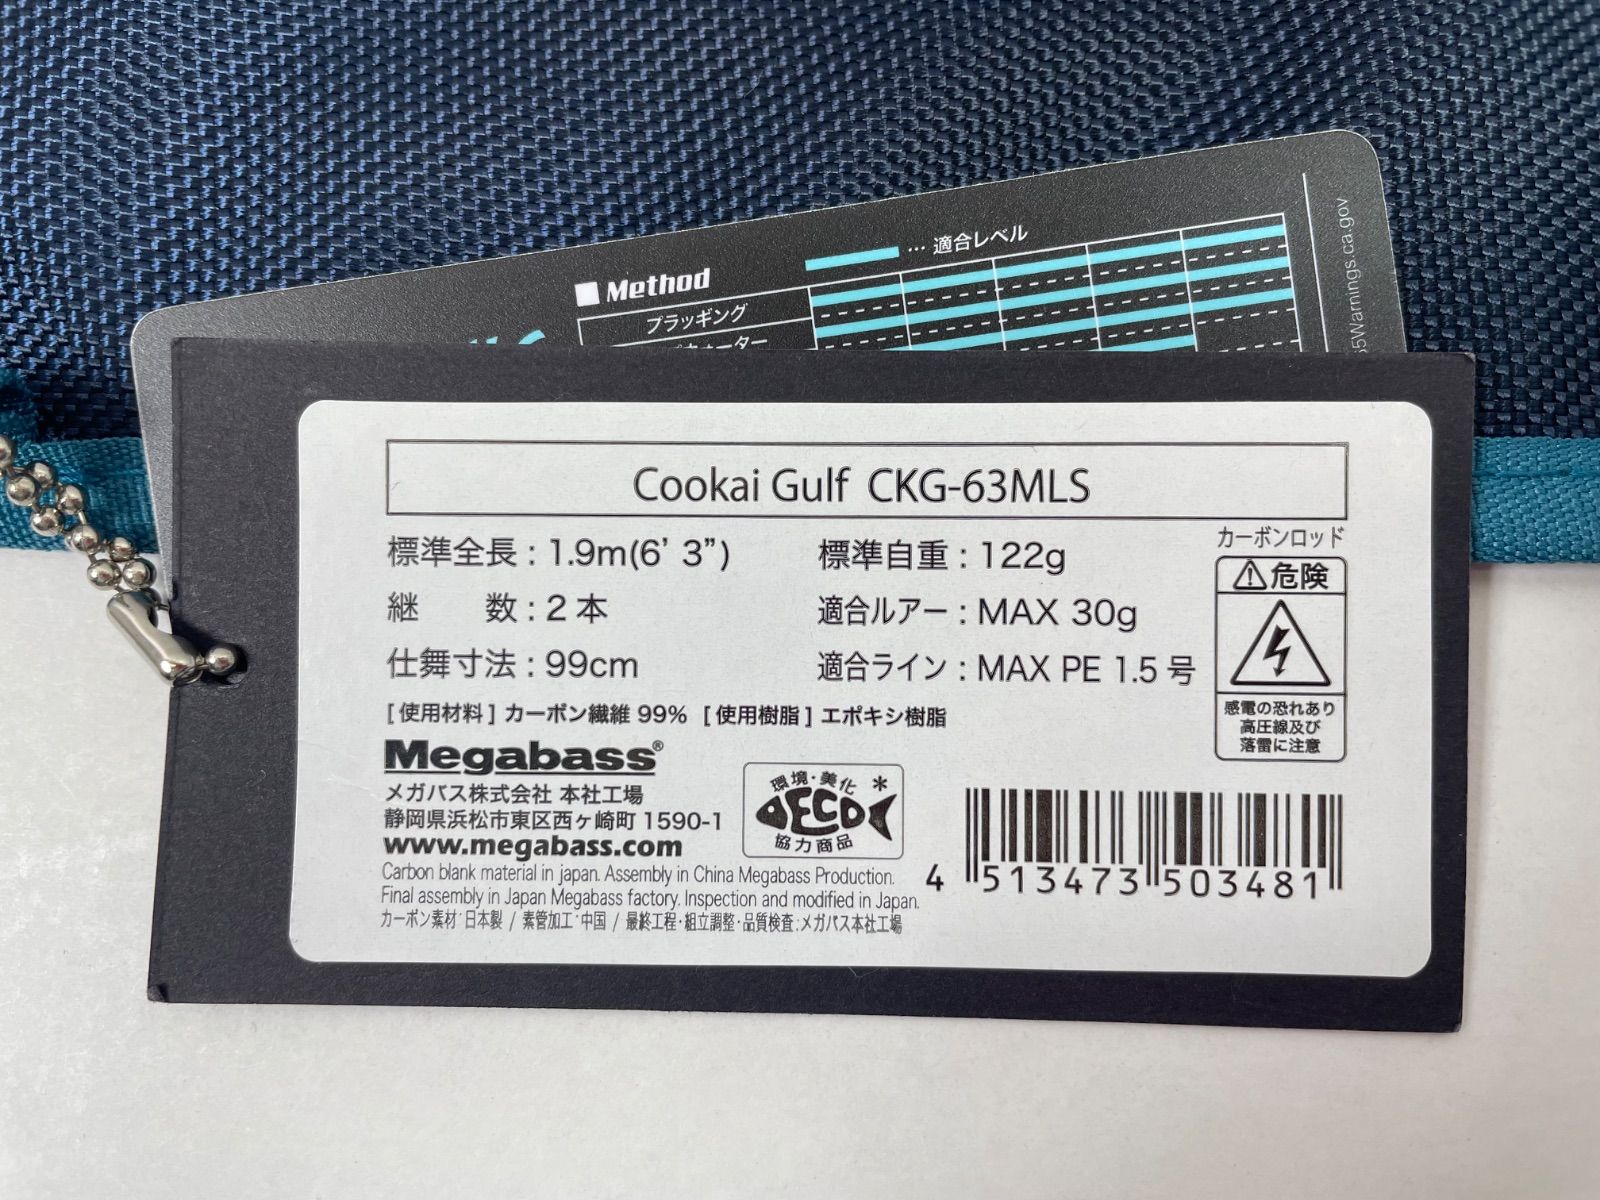 Method
… 適合レベル
プラッギング
65Warnings.ca.gov
Cookai Gulf CKG-63MLS
標準全長 : 1.9m(6’ 3”)
標準自重 : 122g
継 数 : 2 本
適合ルアー : MAX 30g
仕舞寸法 : 99cm
適合ライン : MAX PE 1.5 号
[ 使用材料 ] カーボン繊維 99% [ 使用樹脂 ] エポキシ樹脂
カーボンロッド
危険
感電の恐れあり
高圧線及び
落雷に注意
Megabass®
メガバス株式会社 本社工場
静岡県浜松市東区西ヶ崎町 1590-1
www.megabass.com
環境・美化 *
ECO
協力商品
Carbon blank material in japan. Assembly in China Megabass Production.
Final assembly in Japan Megabass factory. Inspection and modified in Japan.
カーボン素材:日本製 / 素管加工:中国 / 最終工程・組立調整・品質検査:メガバス本社工場
4 513473 503481